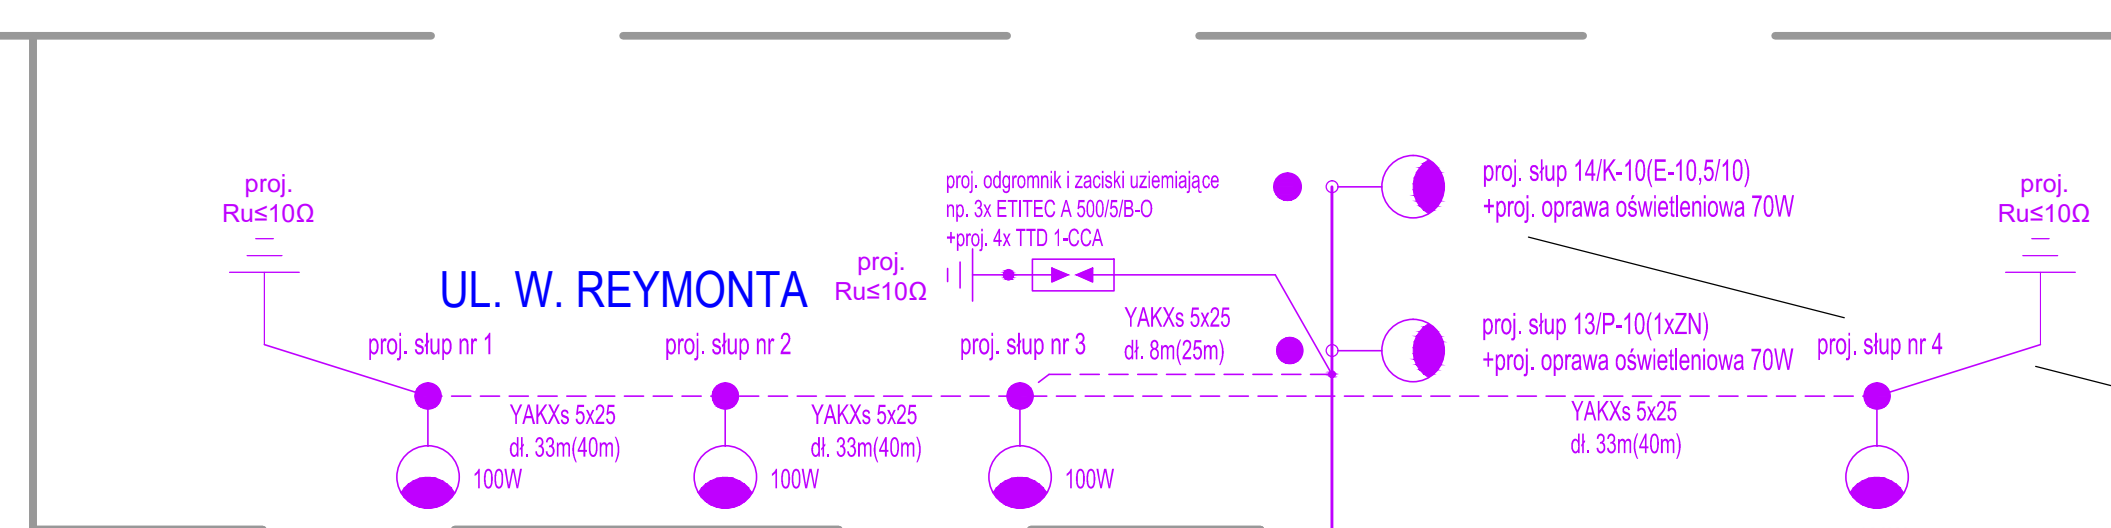 proj.
Ru≤10Ω
UL. W. REYMONTA
proj. odgromnik i zaciski uziemiające
np. 3x ETITEC A 500/5/B-O
+proj. 4x TTD 1-CCA
proj.
Ru≤10Ω
proj. słup 14/K-10(E-10,5/10)
+proj. oprawa oświetleniowa 70W
proj.
Ru≤10Ω
YAKXs 5x25
dł. 8m(25m)
proj. słup 13/P-10(1xZN)
+proj. oprawa oświetleniowa 70W
proj. słup nr 1
proj. słup nr 2
proj. słup nr 3
proj. słup nr 4
YAKXs 5x25
dł. 33m(40m)
YAKXs 5x25
dł. 33m(40m)
YAKXs 5x25
dł. 33m(40m)
100W
100W
100W